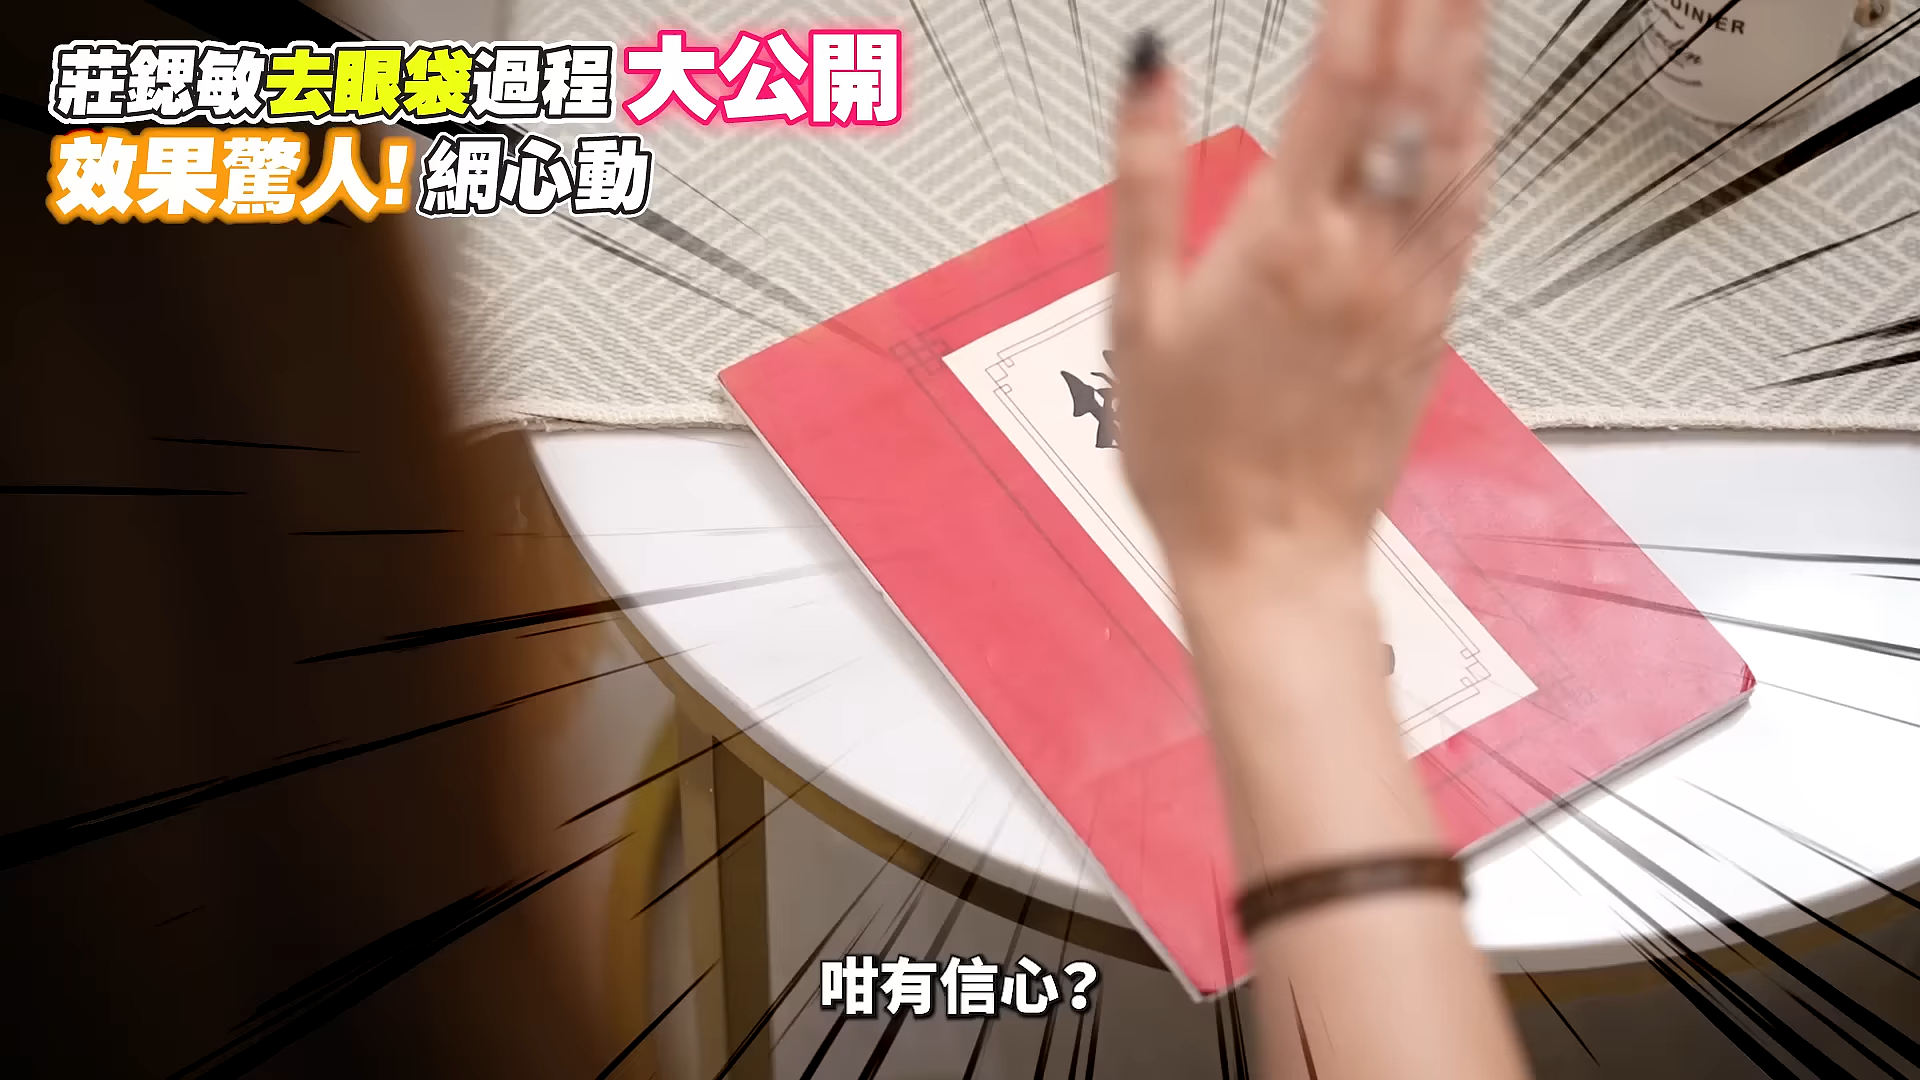 莊鍶敏去眼袋過程 大公開
效果驚人! 網心動
咁有信心?